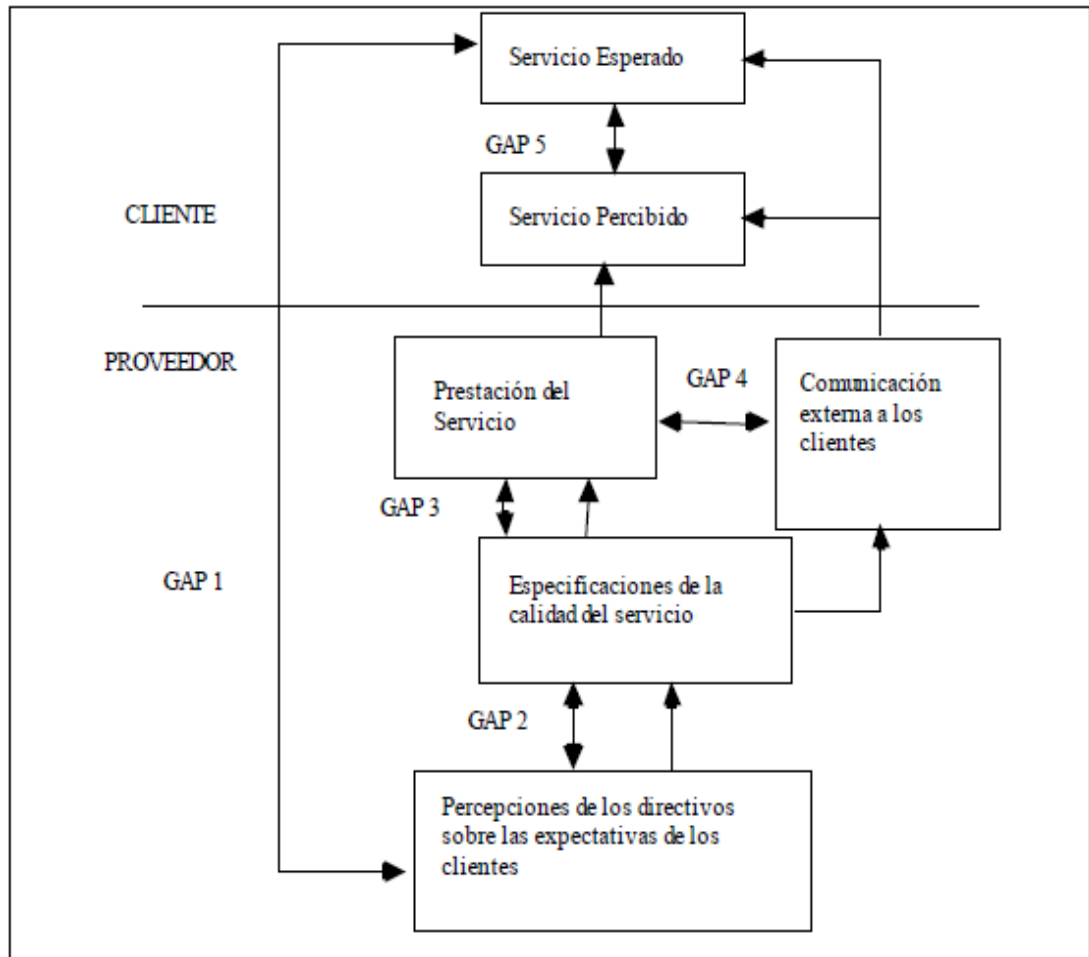 Servicio Esperado
GAP 5
CLIENTE
Servicio Percibido
PROVEEDOR
Prestación del
Servicio
GAP 4
Comunicación
externa a los
clientes
GAP 3
GAP 1
Especificaciones de la
calidad del servicio
GAP 2
Percepciones de los directivos
sobre las expectativas de los
clientes